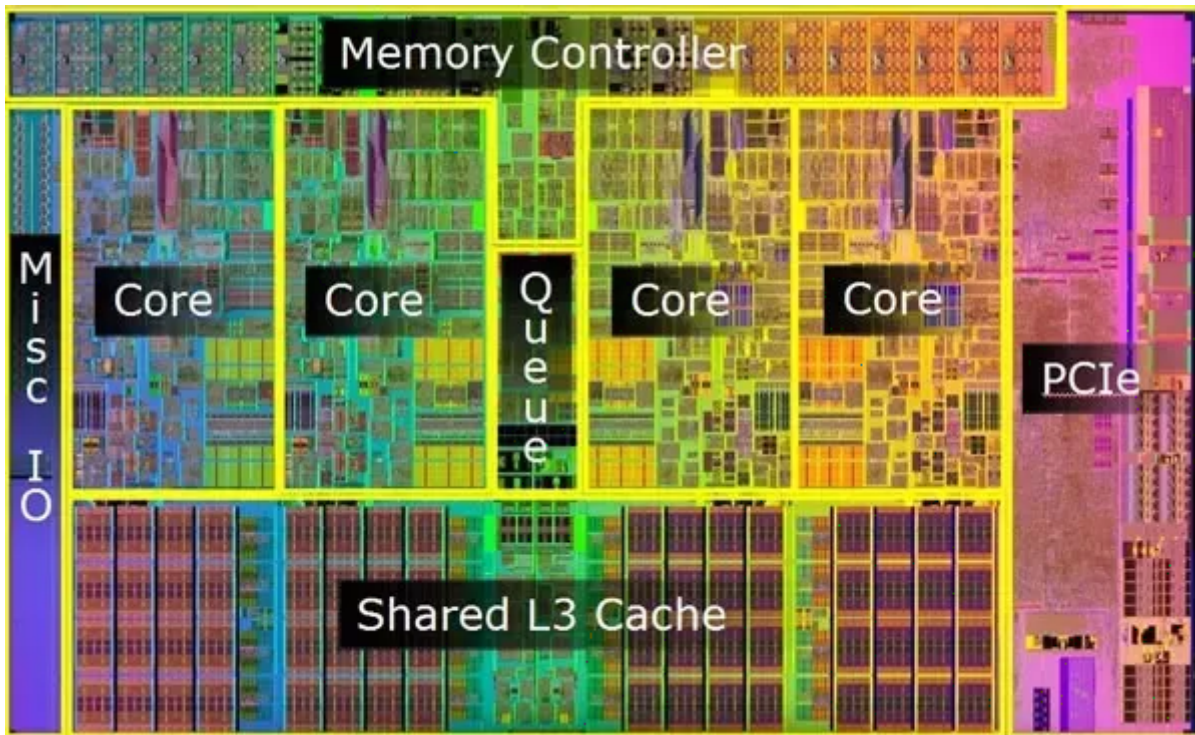 Memory Controller
Misc IO
Core
Core
Queue
Core
Core
PCIe
Shared L3 Cache